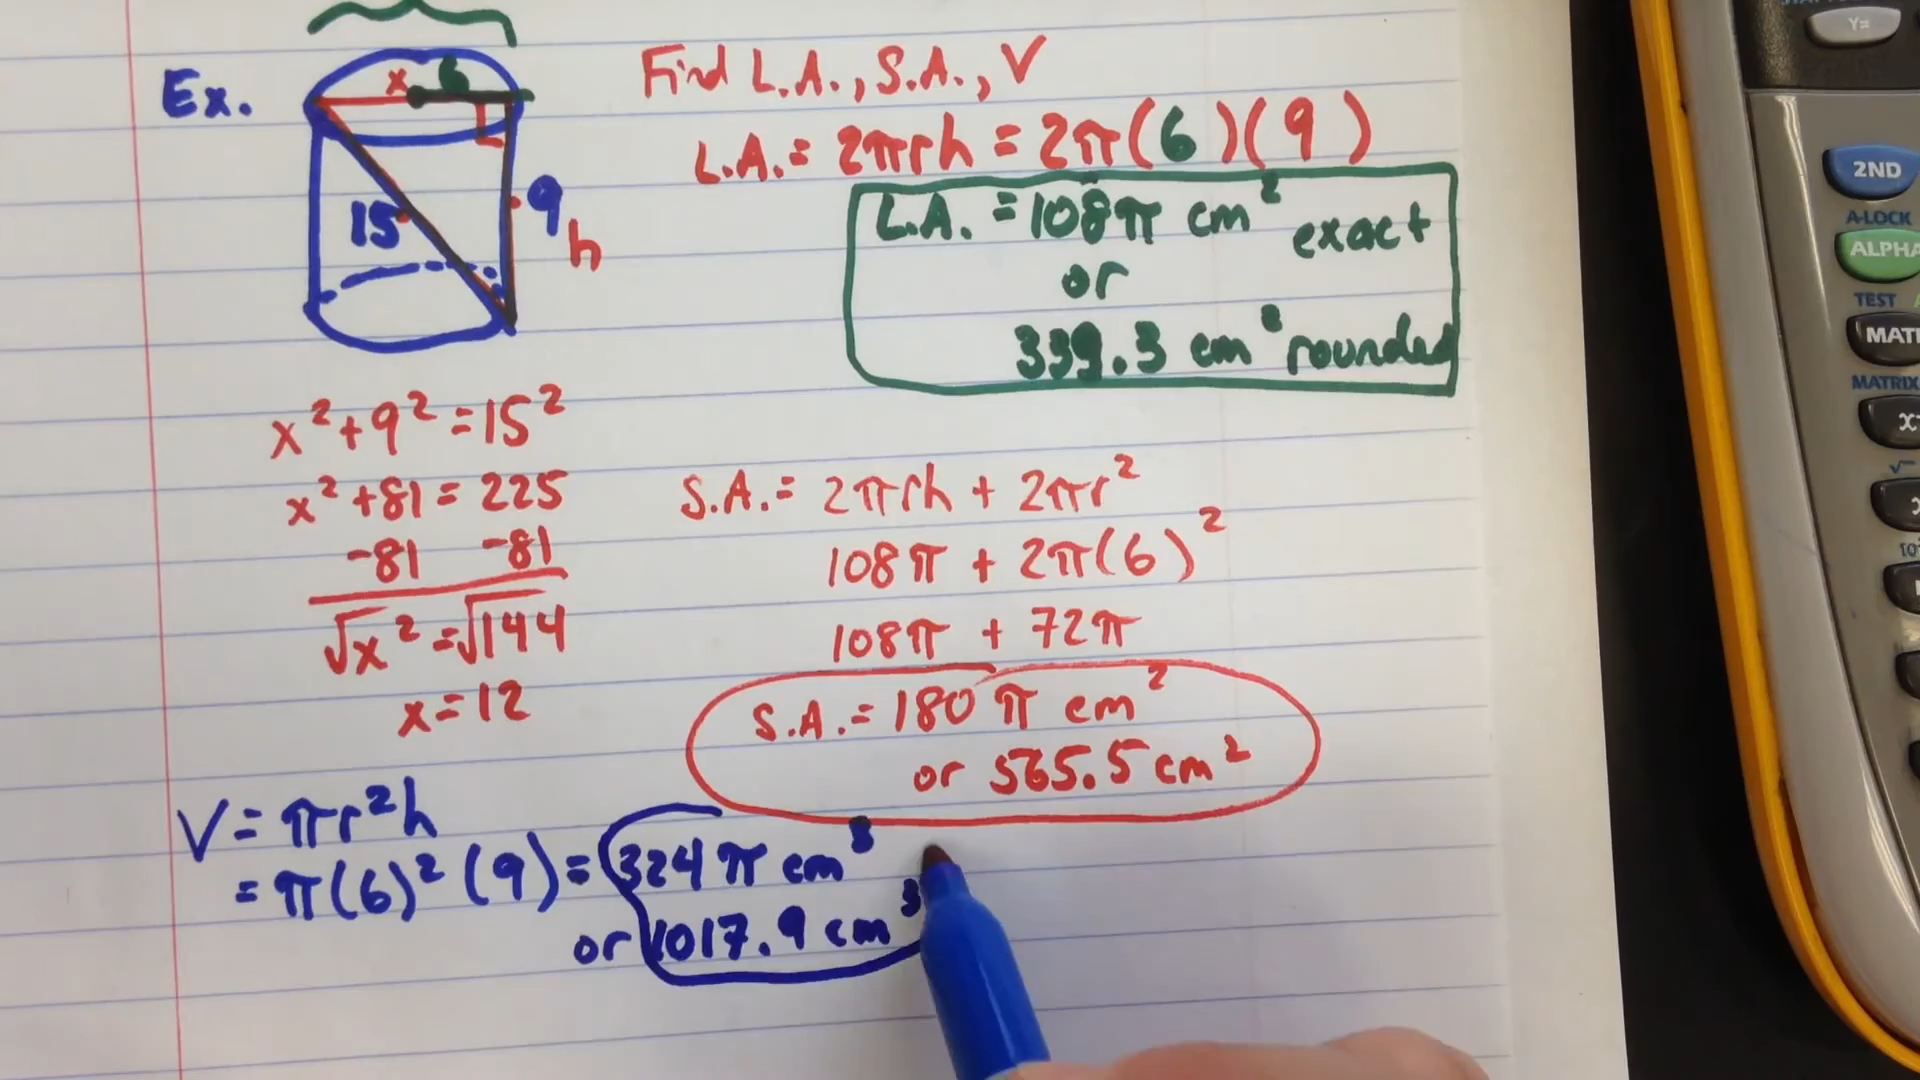 Ex.
x 6
15
9
h
Find L.A., S.A., V
L.A. = 2πrh = 2π(6)(9)
L.A. = 108π cm² exact
or
339.3 cm² rounded
x² + 9² = 15²
x² + 81 = 225
-81 -81
√x² = √144
x = 12
S.A. = 2πrh + 2πr²
108π + 2π(6)²
108π + 72π
S.A. = 180π cm²
or 565.5 cm²
V = πr²h
= π(6)²(9) = 324π cm³
or 1017.9 cm³
Y=
2ND
A-LOCK
ALPHA
TEST
MATRIX